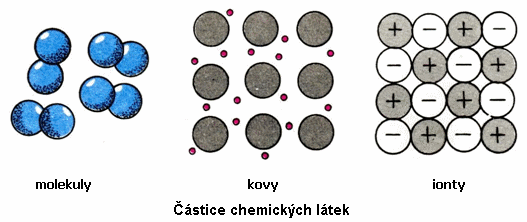 + − + −
− + − +
+ − + −
− + − +
molekuly kovy ionty
Částice chemických látek